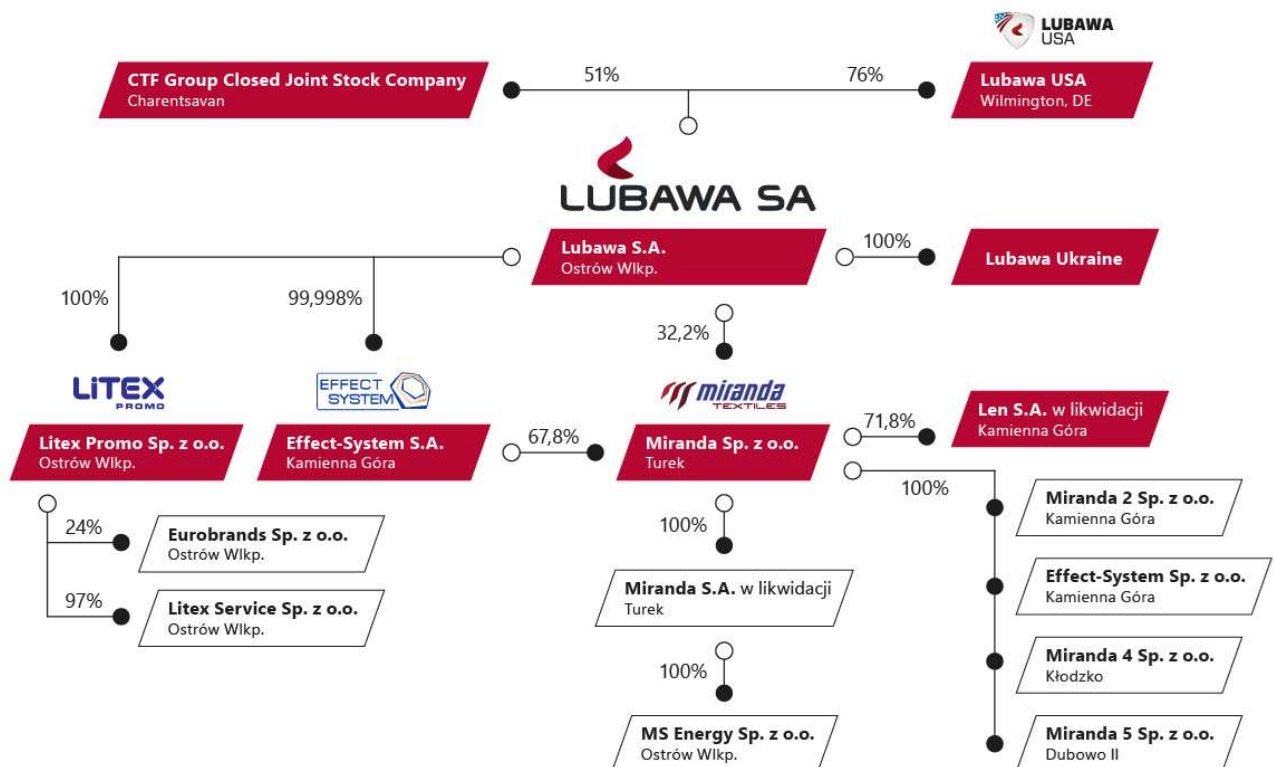 LUBAWA
USA
CTF Group Closed Joint Stock Company
Charentsavan
51%
76%
Lubawa USA
Wilmington, DE
LUBAWA SA
Lubawa S.A.
Ostrów Wlkp.
100%
Lubawa Ukraine
100%
99,998%
32,2%
LiTEX
PROMO
EFFECT
SYSTEM
miranda
TEXTILES
Litex Promo Sp. z o.o.
Ostrów Wlkp.
Effect-System S.A.
Kamienna Góra
67,8%
Miranda Sp. z o.o.
Turek
71,8%
Len S.A. w likwidacji
Kamienna Góra
100%
24%
Eurobrands Sp. z o.o.
Ostrów Wlkp.
97%
Litex Service Sp. z o.o.
Ostrów Wlkp.
100%
Miranda S.A. w likwidacji
Turek
100%
MS Energy Sp. z o.o.
Ostrów Wlkp.
Miranda 2 Sp. z o.o.
Kamienna Góra
Effect-System Sp. z o.o.
Kamienna Góra
Miranda 4 Sp. z o.o.
Kłodzko
Miranda 5 Sp. z o.o.
Dubowo II